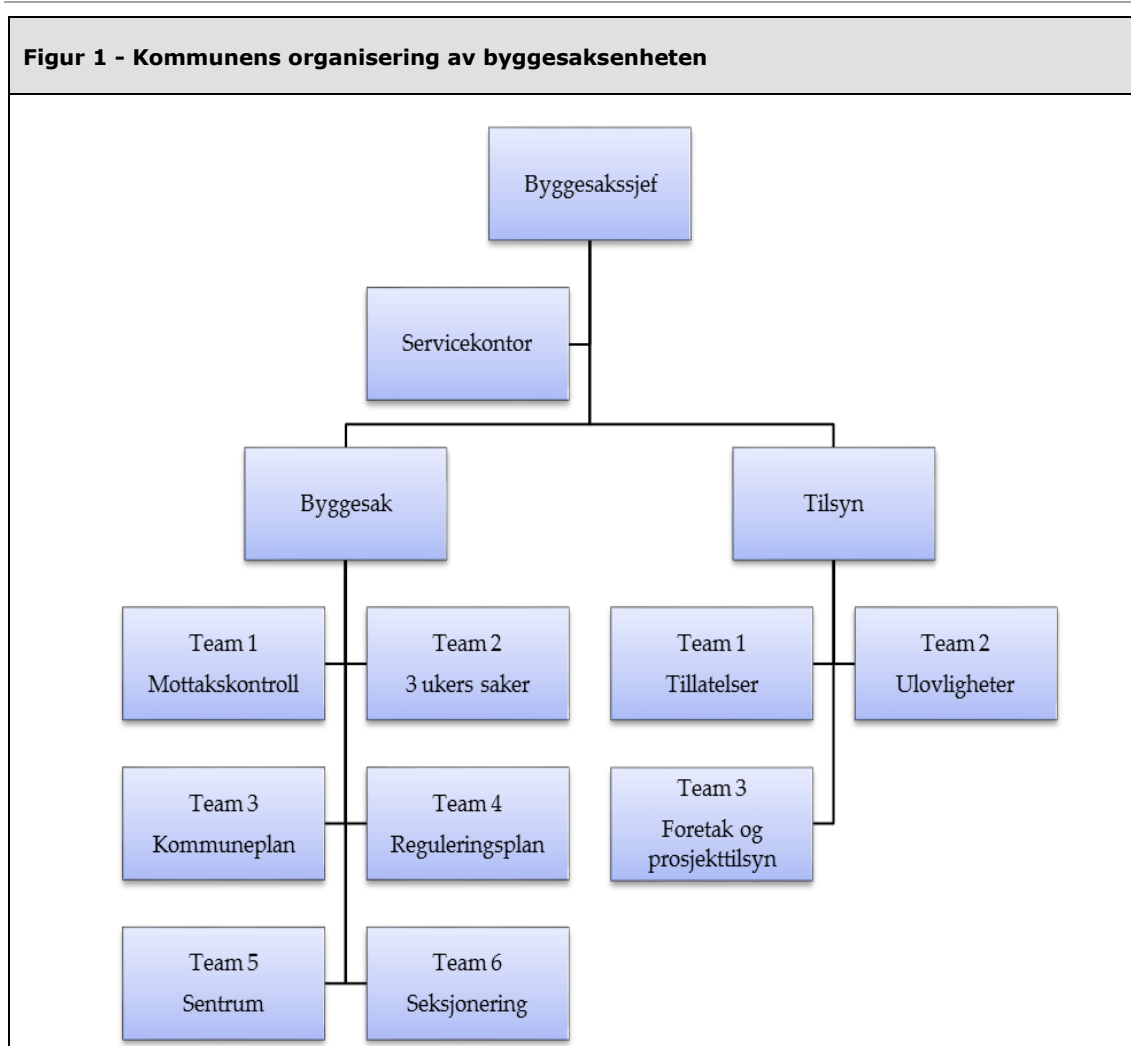 Figur 1 - Kommunens organisering av byggesaksenheten
Byggesakssjef
Servicekontor
Byggesak
Tilsyn
Team 1
Mottakskontroll
Team 2
3 ukers saker
Team 1
Tillatelser
Team 2
Ulovligheter
Team 3
Kommuneplan
Team 4
Reguleringsplan
Team 3
Foretak og
prosjekttilsyn
Team 5
Sentrum
Team 6
Seksjonering